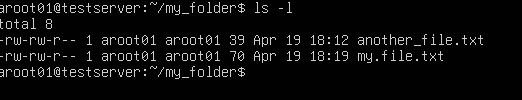 aroot01@testserver:~/my_folder$ ls -l
total 8
-rw-rw-r-- 1 aroot01 aroot01 39 Apr 19 18:12 another_file.txt
-rw-rw-r-- 1 aroot01 aroot01 70 Apr 19 18:19 my.file.txt
aroot01@testserver:~/my_folder$